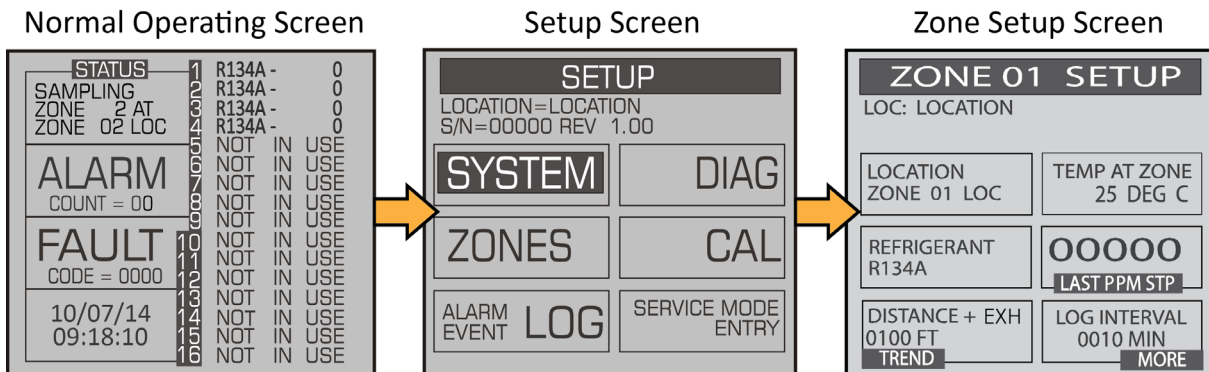 Normal Operating Screen
STATUS
SAMPLING
ZONE 2 AT
ZONE 02 LOC
ALARM
COUNT = 00
FAULT
CODE = 0000
10/07/14
09:18:10
1 R134A - 0
2 R134A - 0
3 R134A - 0
4 R134A - 0
5 NOT IN USE
6 NOT IN USE
7 NOT IN USE
8 NOT IN USE
9 NOT IN USE
10 NOT IN USE
11 NOT IN USE
12 NOT IN USE
13 NOT IN USE
14 NOT IN USE
15 NOT IN USE
16 NOT IN USE
Setup Screen
SETUP
LOCATION=LOCATION
S/N=00000 REV 1.00
SYSTEM
DIAG
ZONES
CAL
ALARM
EVENT LOG
SERVICE MODE
ENTRY
Zone Setup Screen
ZONE 01 SETUP
LOC: LOCATION
LOCATION
ZONE 01 LOC
TEMP AT ZONE
25 DEG C
REFRIGERANT
R134A
00000
LAST PPM STP
DISTANCE + EXH
0100 FT
TREND
LOG INTERVAL
0010 MIN
MORE